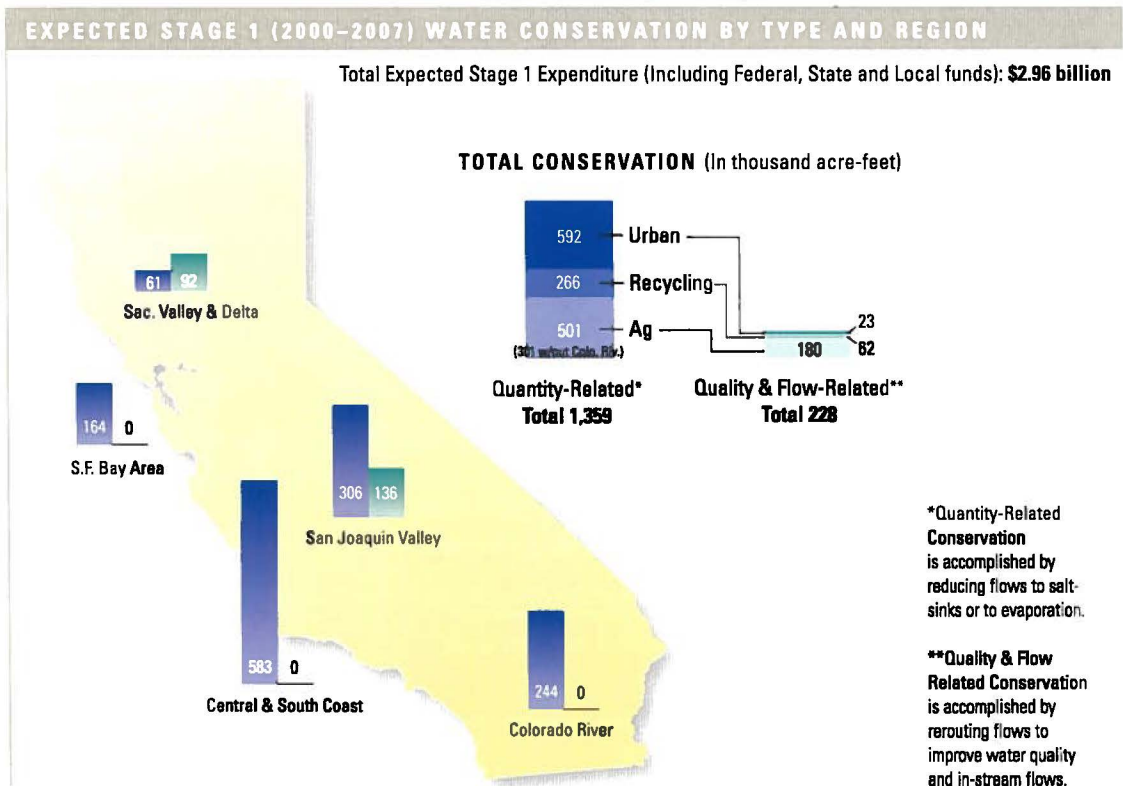 EXPECTED STAGE 1 (2000–2007) WATER CONSERVATION BY TYPE AND REGION
Total Expected Stage 1 Expenditure (Including Federal, State and Local funds): $2.96 billion
TOTAL CONSERVATION (In thousand acre-feet)
592 Urban
266 Recycling
501 Ag
(301 w/out Colo. Riv.)
23
62
180
Quantity-Related*
Total 1,359
Quality & Flow-Related**
Total 228
61 92
Sac. Valley & Delta
164 0
S.F. Bay Area
306 136
San Joaquin Valley
583 0
Central & South Coast
244 0
Colorado River
*Quantity-Related
Conservation
is accomplished by
reducing flows to salt-
sinks or to evaporation.
**Quality & Flow
Related Conservation
is accomplished by
rerouting flows to
improve water quality
and in-stream flows.